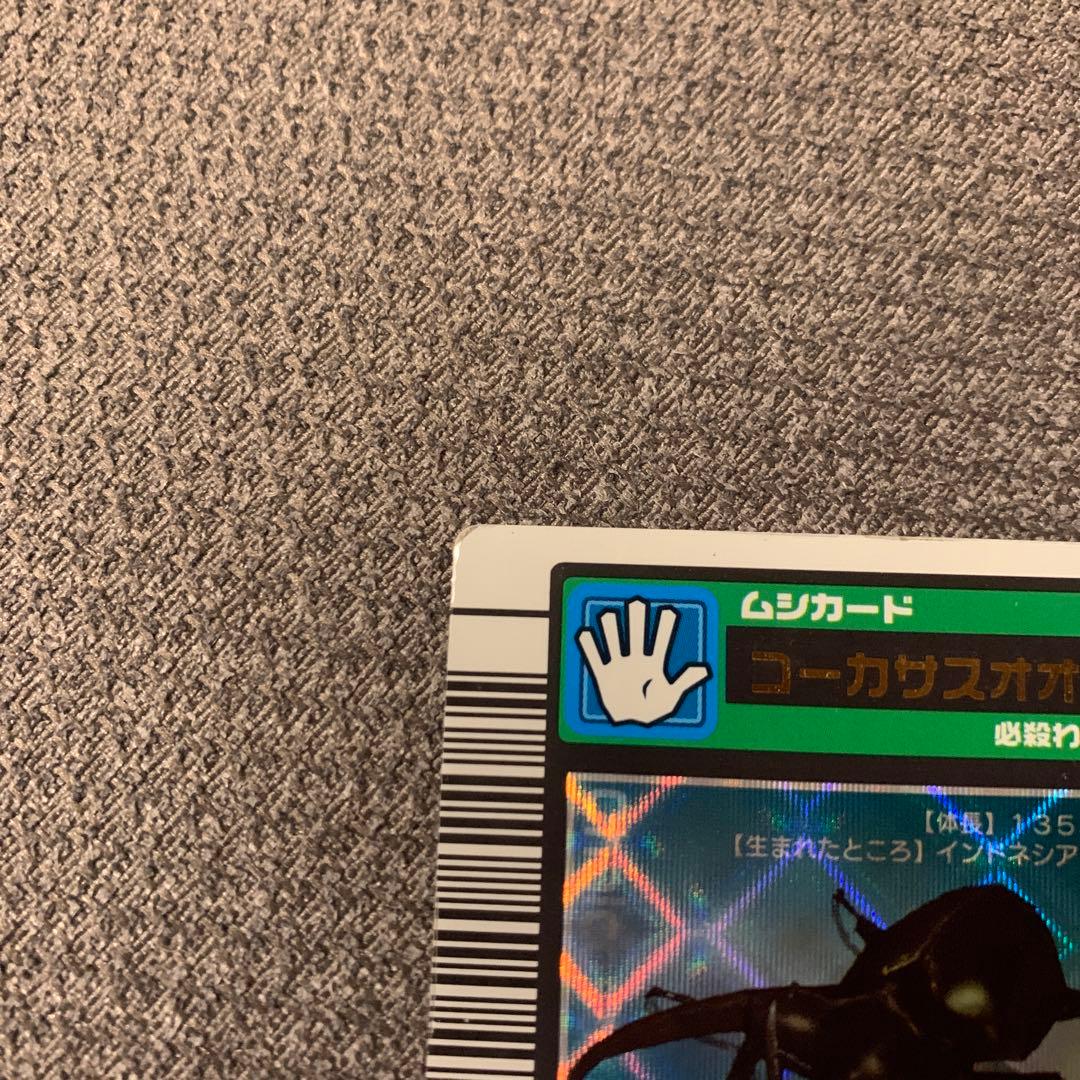 ムシカード
コーカサスオオ
必殺わ
【体長】135
【生まれたところ】インドネシア